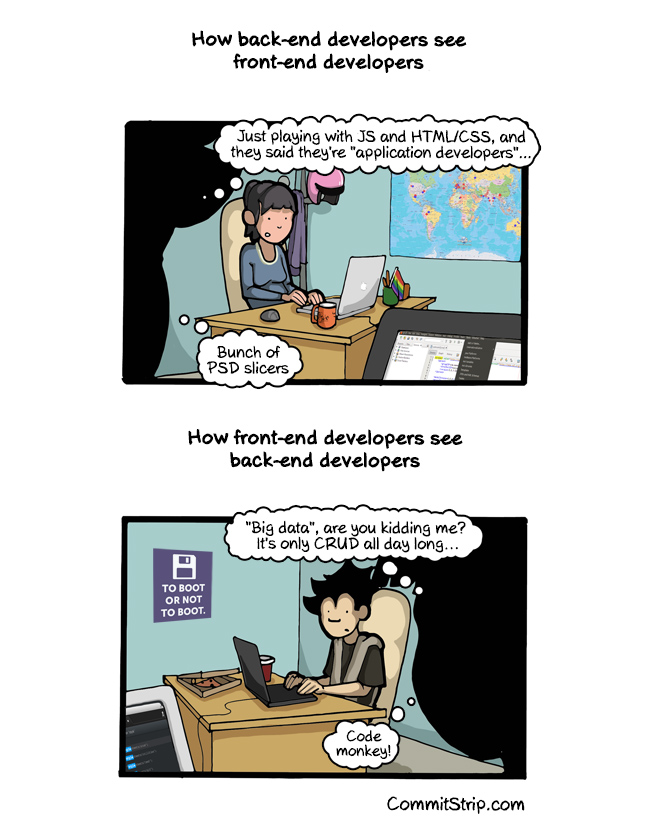 How back-end developers see
front-end developers
Just playing with JS and HTML/CSS, and
they said they're "application developers"...
Bunch of
PSD slicers
How front-end developers see
back-end developers
"Big data", are you kidding me?
It's only CRUD all day long...
TO BOOT
OR NOT
TO BOOT.
Code
monkey!
CommitStrip.com